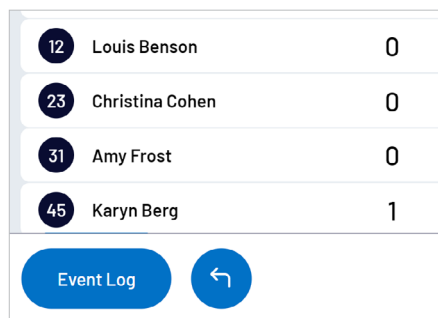 12 Louis Benson 0
23 Christina Cohen 0
31 Amy Frost 0
45 Karyn Berg 1
Event Log